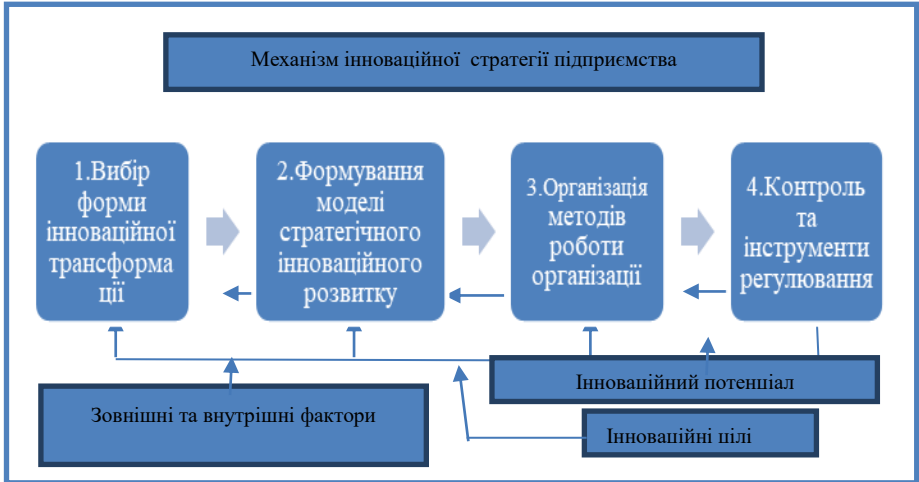 Механізм інноваційної стратегії підприємства
1.Вибір
форми
інноваційної
трансформа
ції
2.Формування
моделі
стратегічного
інноваційного
розвитку
3.Організація
методів
роботи
організації
4.Контроль
та
інструменти
регулювання
Зовнішні та внутрішні фактори
Інноваційний потенціал
Інноваційні цілі